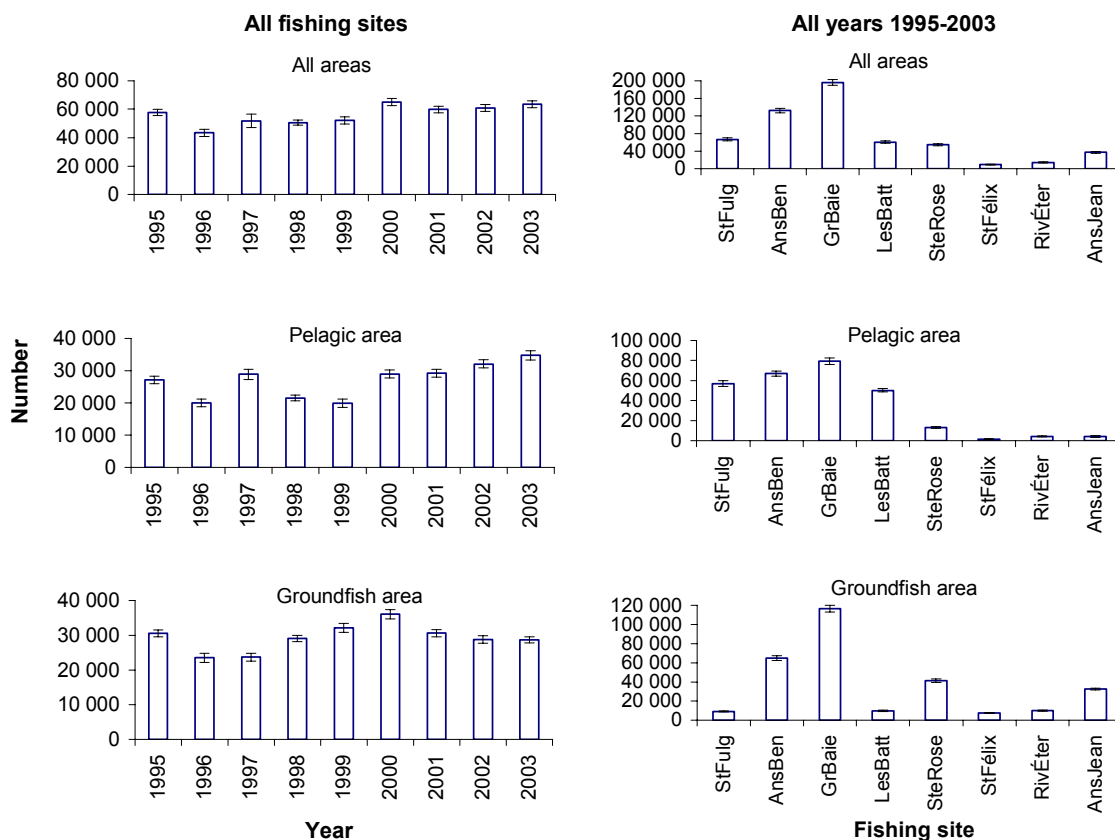 All fishing sites
All years 1995-2003
All areas
80 000
60 000
40 000
20 000
0
1995
1996
1997
1998
1999
2000
2001
2002
2003
All areas
200 000
160 000
120 000
80 000
40 000
0
StFulg
AnsBen
GrBaie
LesBatt
SteRose
StFélix
RivÉter
AnsJean
Number
Pelagic area
40 000
30 000
20 000
10 000
0
1995
1996
1997
1998
1999
2000
2001
2002
2003
Pelagic area
100 000
80 000
60 000
40 000
20 000
0
StFulg
AnsBen
GrBaie
LesBatt
SteRose
StFélix
RivÉter
AnsJean
Groundfish area
40 000
30 000
20 000
10 000
0
1995
1996
1997
1998
1999
2000
2001
2002
2003
Year
Groundfish area
120 000
100 000
80 000
60 000
40 000
20 000
0
StFulg
AnsBen
GrBaie
LesBatt
SteRose
StFélix
RivÉter
AnsJean
Fishing site